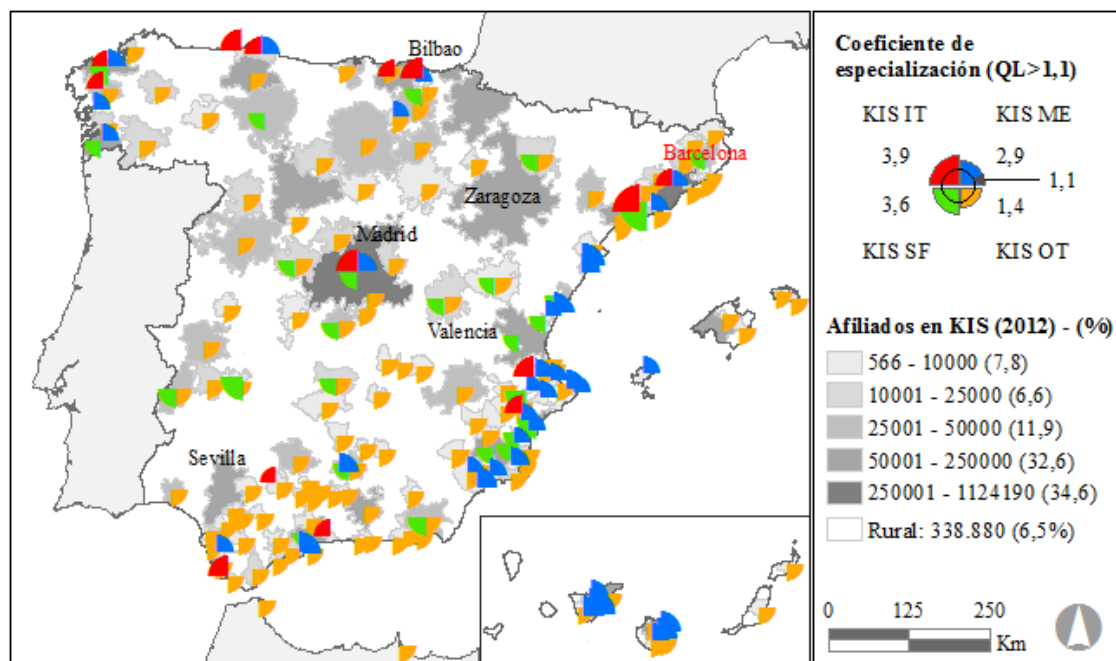 Bilbao
Barcelona
Zaragoza
Madrid
Valencia
Sevilla
Coeficiente de
especialización (QL>1,1)
KIS IT KIS ME
3,9 2,9
1,1
3,6 1,4
KIS SF KIS OT
Afiliados en KIS (2012) - (%)
566 - 10000 (7,8)
10001 - 25000 (6,6)
25001 - 50000 (11,9)
50001 - 250000 (32,6)
250001 - 1124190 (34,6)
Rural: 338.880 (6,5%)
0 125 250
Km